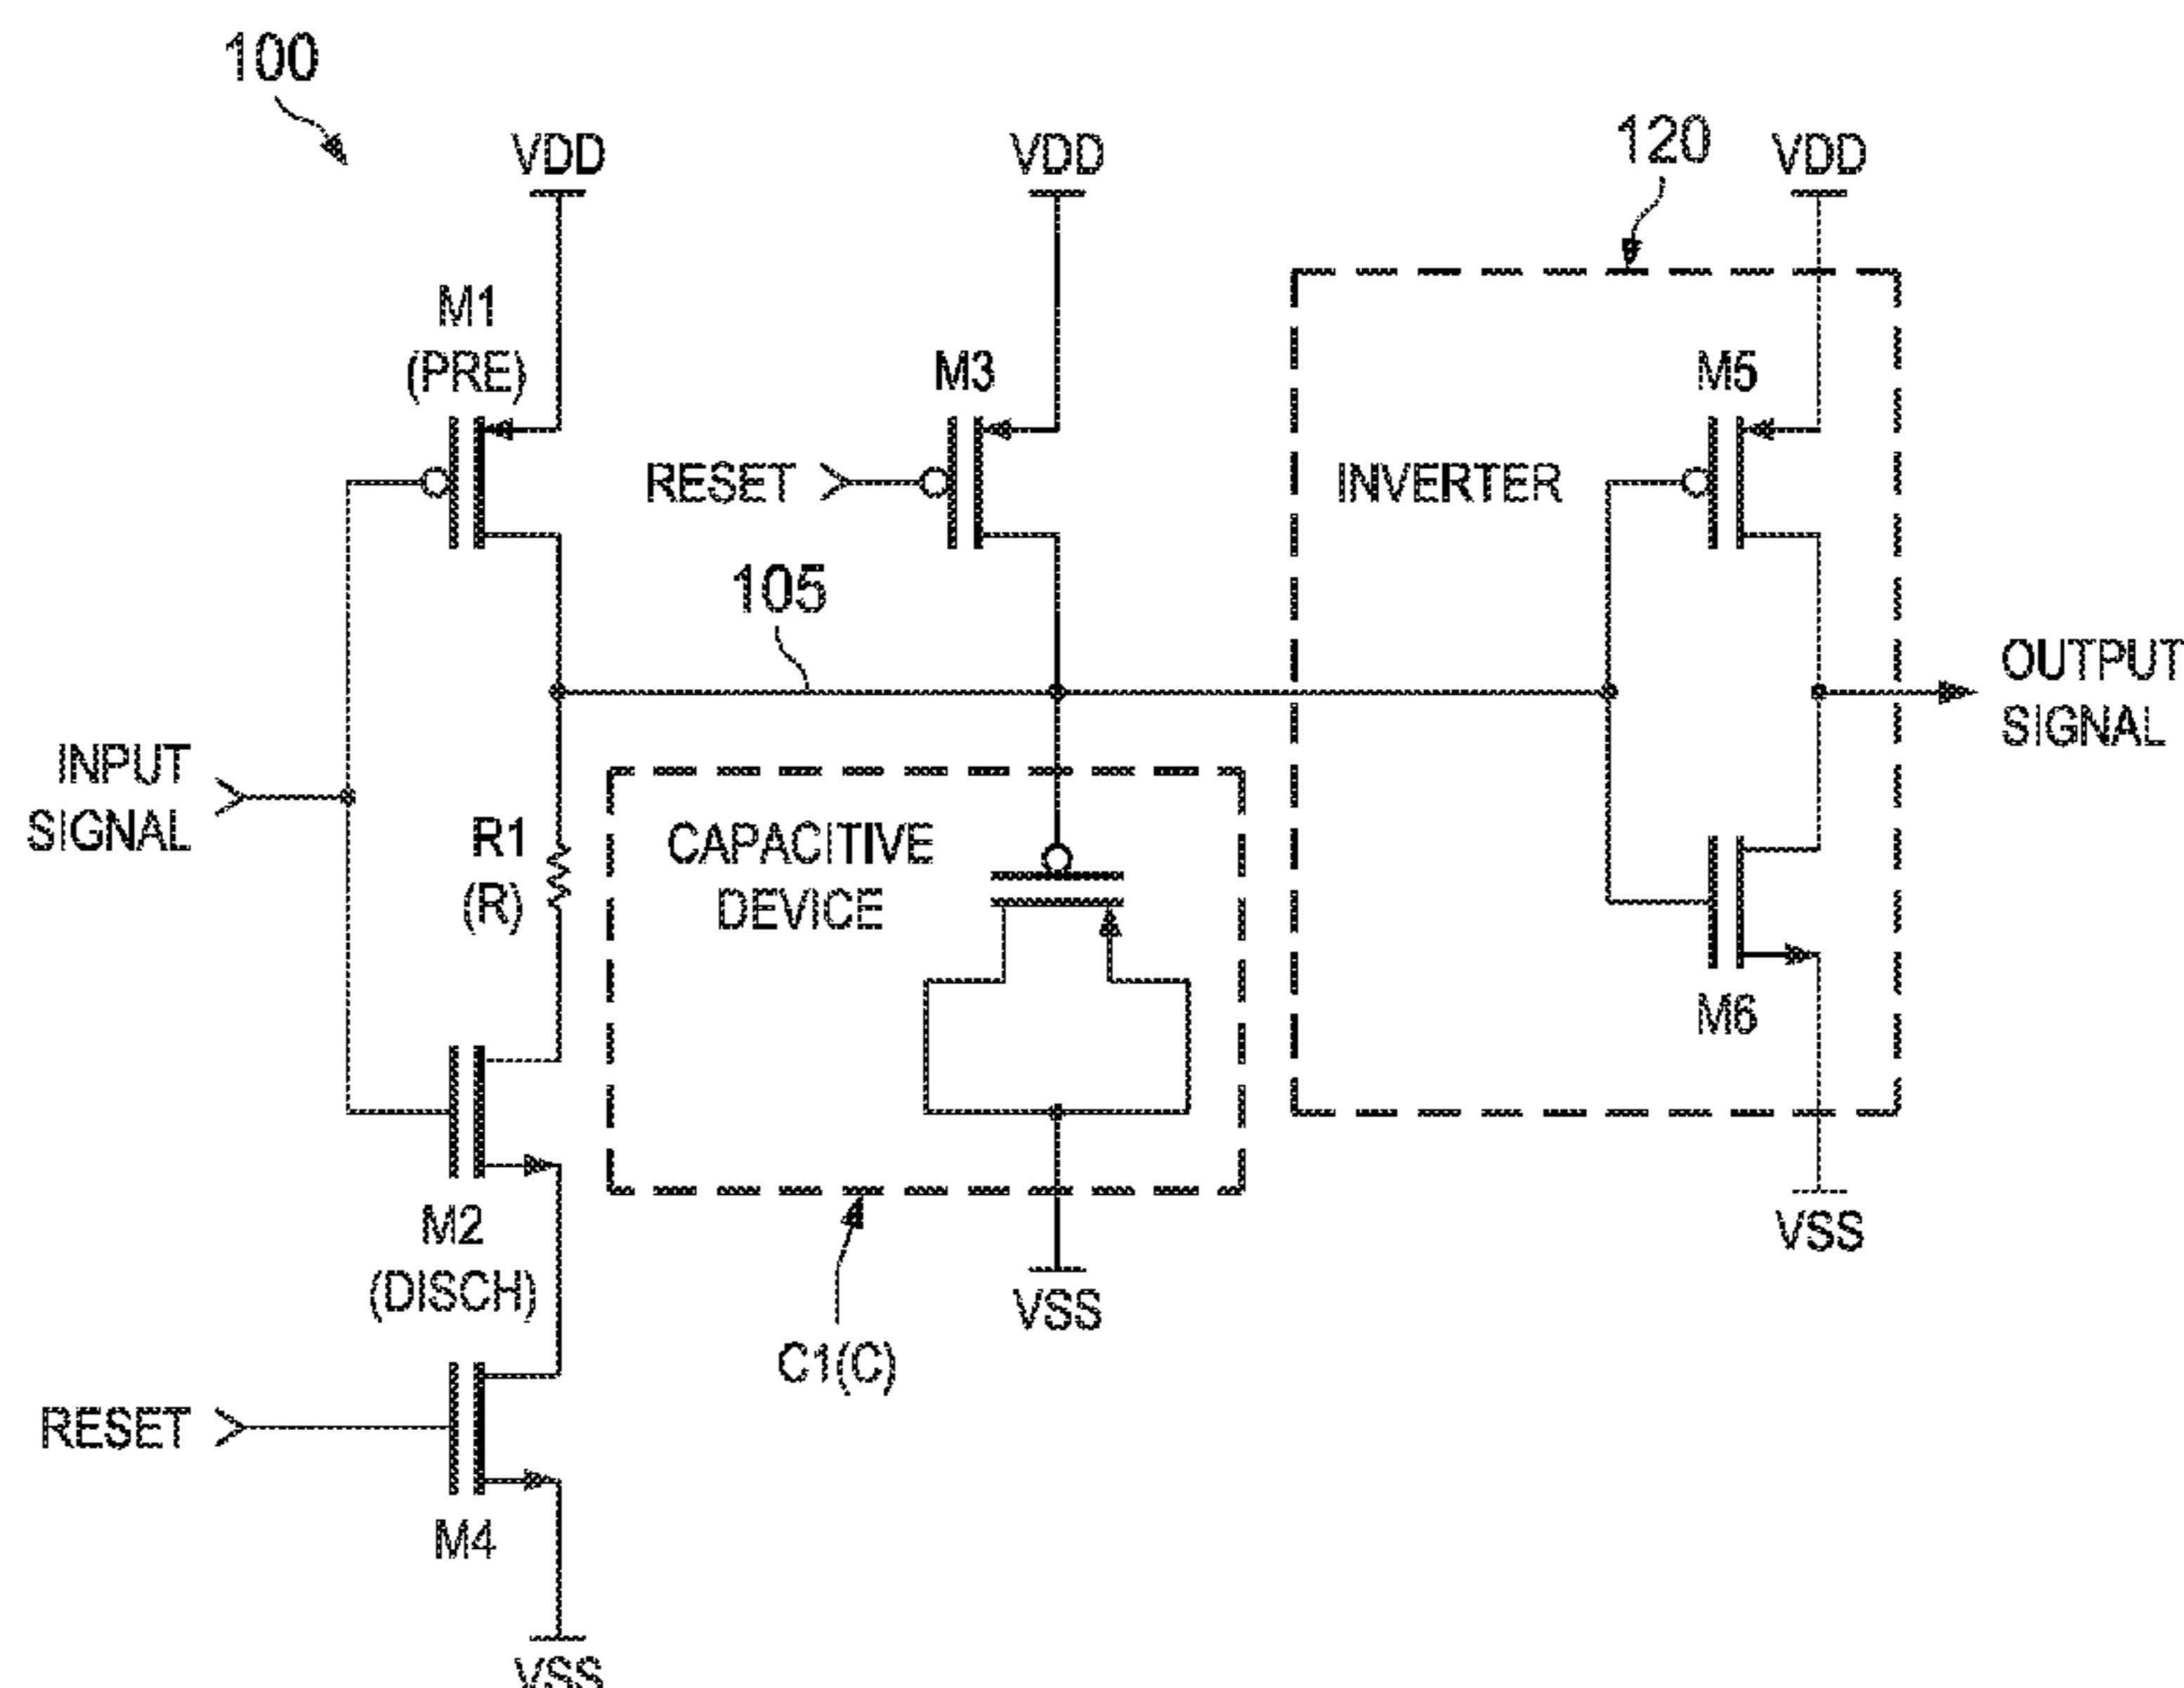 100
VDD
VDD
120
VDD
M1
(PRE)
M3
M5
RESET
INVERTER
105
OUTPUT
SIGNAL
INPUT
SIGNAL
R1
(R)
CAPACITIVE
DEVICE
M6
M2
(DISCH)
VSS
VSS
C1(C)
RESET
M4
VSS